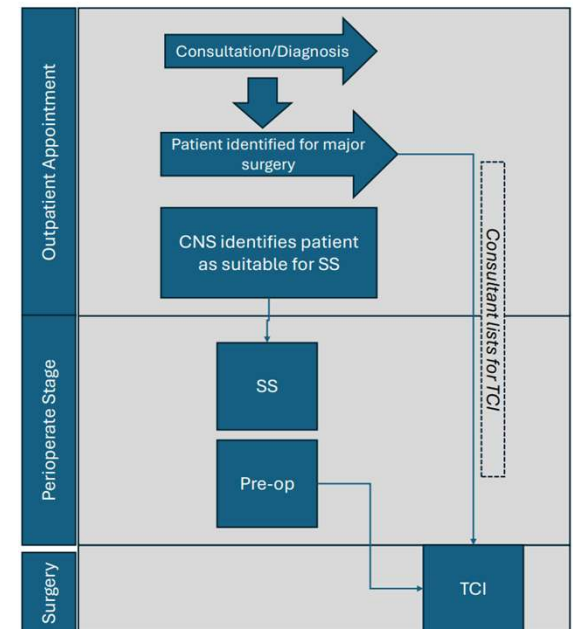 Outpatient Appointment
Consultation/Diagnosis
Patient identified for major
surgery
CNS identifies patient
as suitable for SS
Consultant lists for TCI
Perioperate Stage
SS
Pre-op
Surgery
TCI